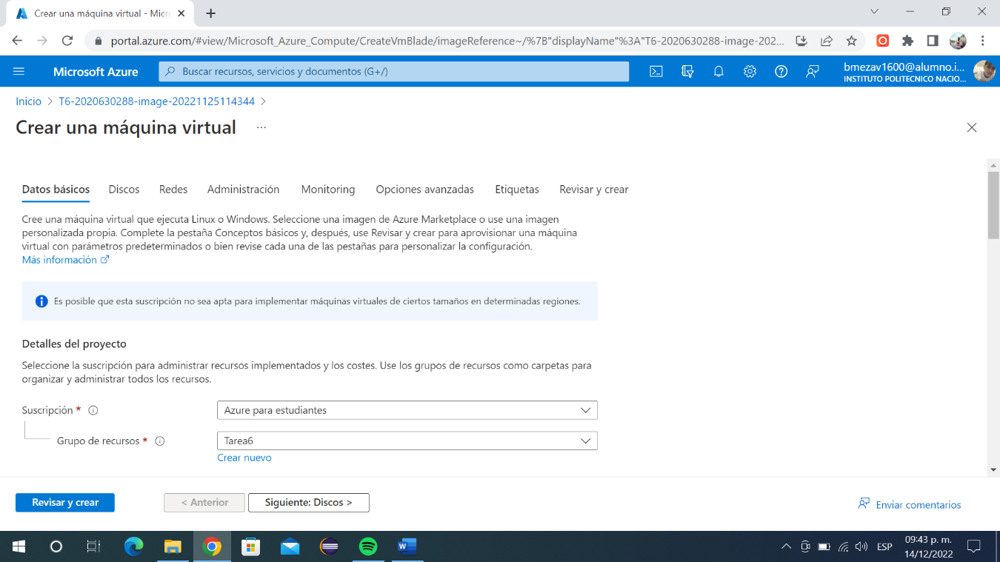 Crear una máquina virtual - Micr
portal.azure.com/#view/Microsoft_Azure_Compute/CreateVmBlade/imageReference~/%7B"displayName"%3A"T6-2020630288-image-202...
Microsoft Azure
Buscar recursos, servicios y documentos (G+/)
bmezav1600@alumno.i...
INSTITUTO POLITECNICO NACIO...
Inicio > T6-2020630288-image-20221125114344 >
Crear una máquina virtual ...
Datos básicos Discos Redes Administración Monitoring Opciones avanzadas Etiquetas Revisar y crear
Cree una máquina virtual que ejecuta Linux o Windows. Seleccione una imagen de Azure Marketplace o use una imagen
personalizada propia. Complete la pestaña Conceptos básicos y, después, use Revisar y crear para aprovisionar una máquina
virtual con parámetros predeterminados o bien revise cada una de las pestañas para personalizar la configuración.
Más información
Es posible que esta suscripción no sea apta para implementar máquinas virtuales de ciertos tamaños en determinadas regiones.
Detalles del proyecto
Seleccione la suscripción para administrar recursos implementados y los costes. Use los grupos de recursos como carpetas para
organizar y administrar todos los recursos.
Suscripción * Azure para estudiantes
Grupo de recursos * Tarea6
Crear nuevo
Revisar y crear < Anterior Siguiente: Discos > Enviar comentarios
ESP 09:43 p. m.
14/12/2022